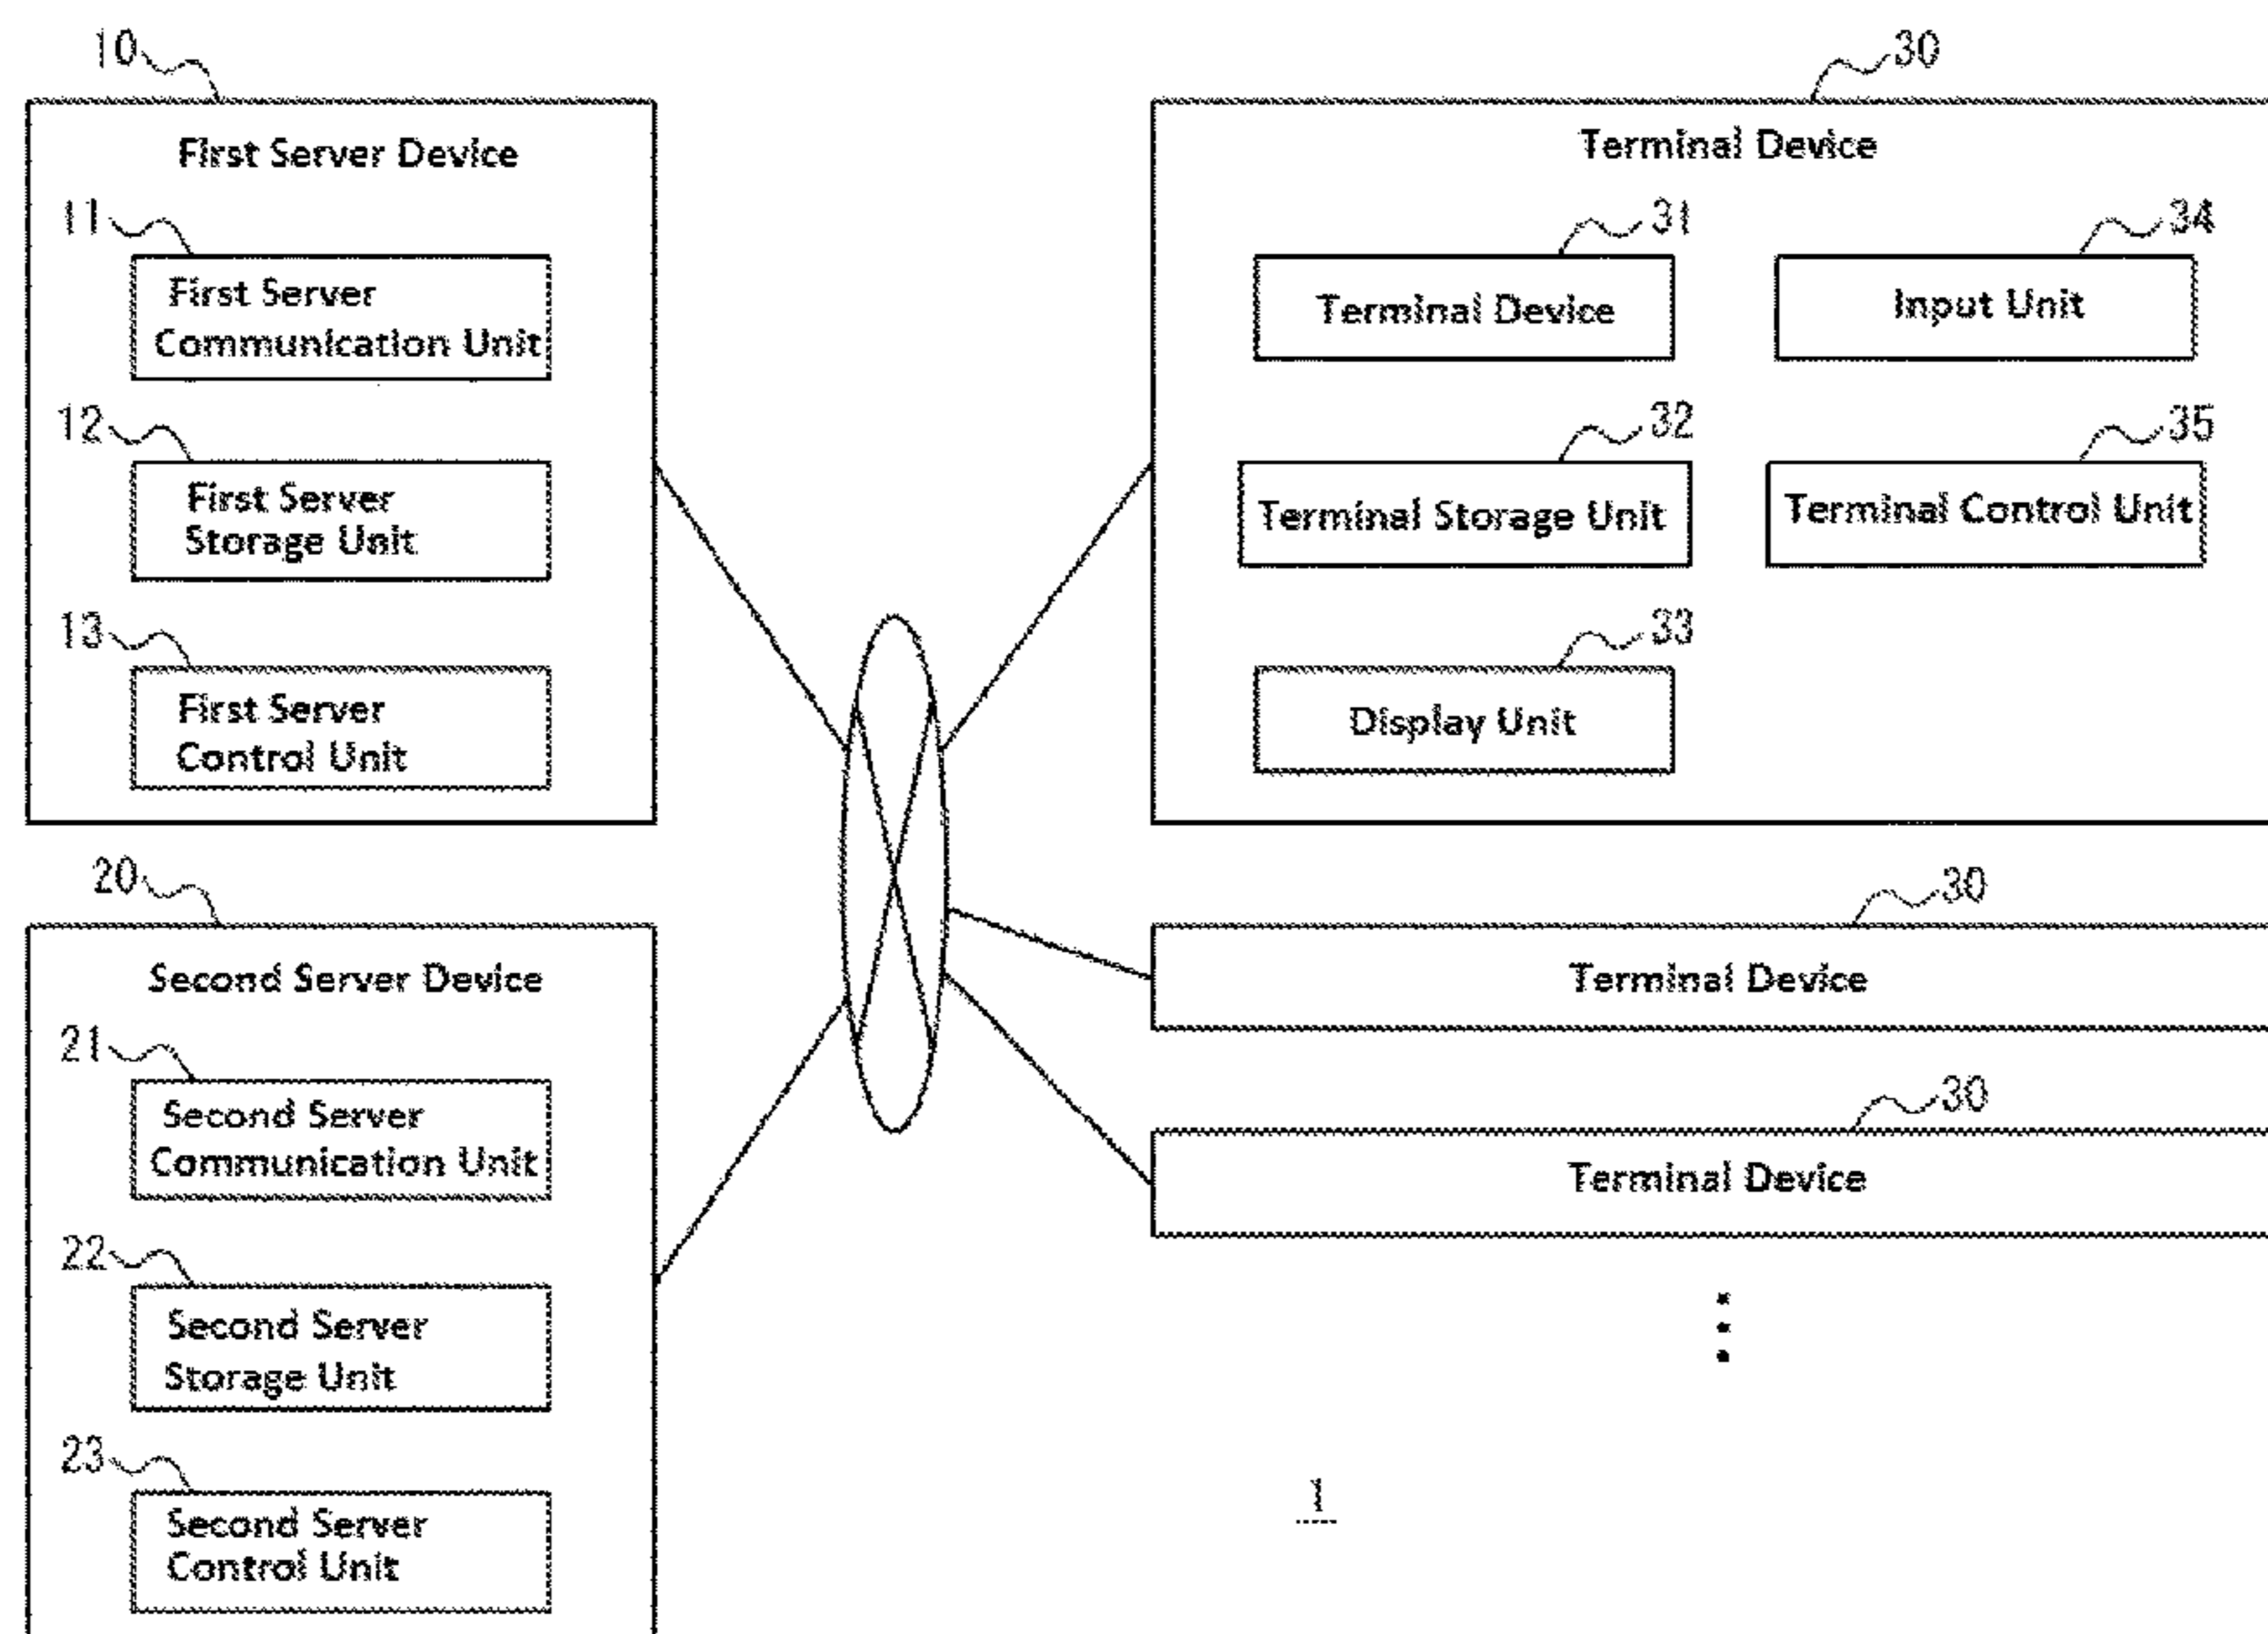 10
First Server Device
11
First Server
Communication Unit
12
First Server
Storage Unit
13
First Server
Control Unit
20
Second Server Device
21
Second Server
Communication Unit
22
Second Server
Storage Unit
23
Second Server
Control Unit
30
Terminal Device
31
Terminal Device
34
Input Unit
32
Terminal Storage Unit
35
Terminal Control Unit
33
Display Unit
30
Terminal Device
30
Terminal Device
1